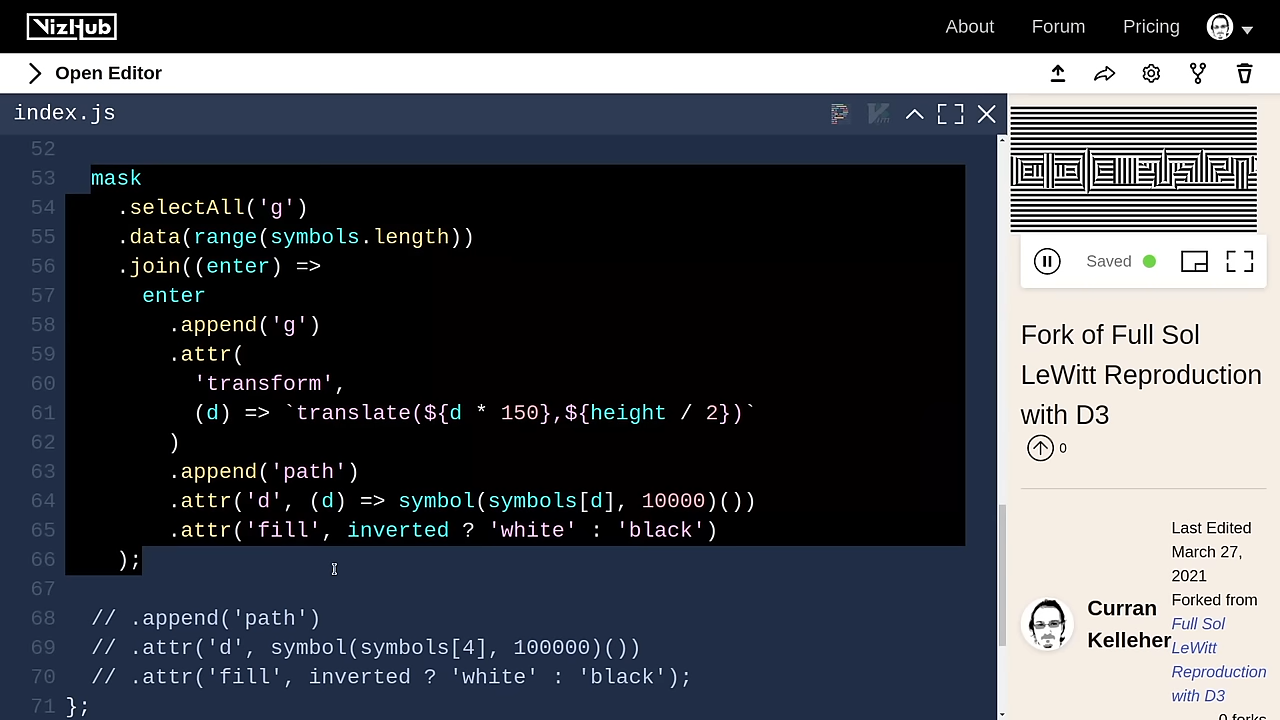 VizHub
About
Forum
Pricing
Open Editor
index.js
52
53 mask
54 .selectAll('g')
55 .data(range(symbols.length))
56 .join((enter) =>
57 enter
58 .append('g')
59 .attr(
60 'transform',
61 (d) => `translate(${d * 150},${height / 2})`
62 )
63 .append('path')
64 .attr('d', (d) => symbol(symbols[d], 10000)())
65 .attr('fill', inverted ? 'white' : 'black')
66 );
67
68 // .append('path')
69 // .attr('d', symbol(symbols[4], 100000)())
70 // .attr('fill', inverted ? 'white' : 'black');
71 };
Saved
Fork of Full Sol
LeWitt Reproduction
with D3
0
Curran
Kelleher
Last Edited
March 27,
2021
Forked from
Full Sol
LeWitt
Reproduction
with D3
0 forks